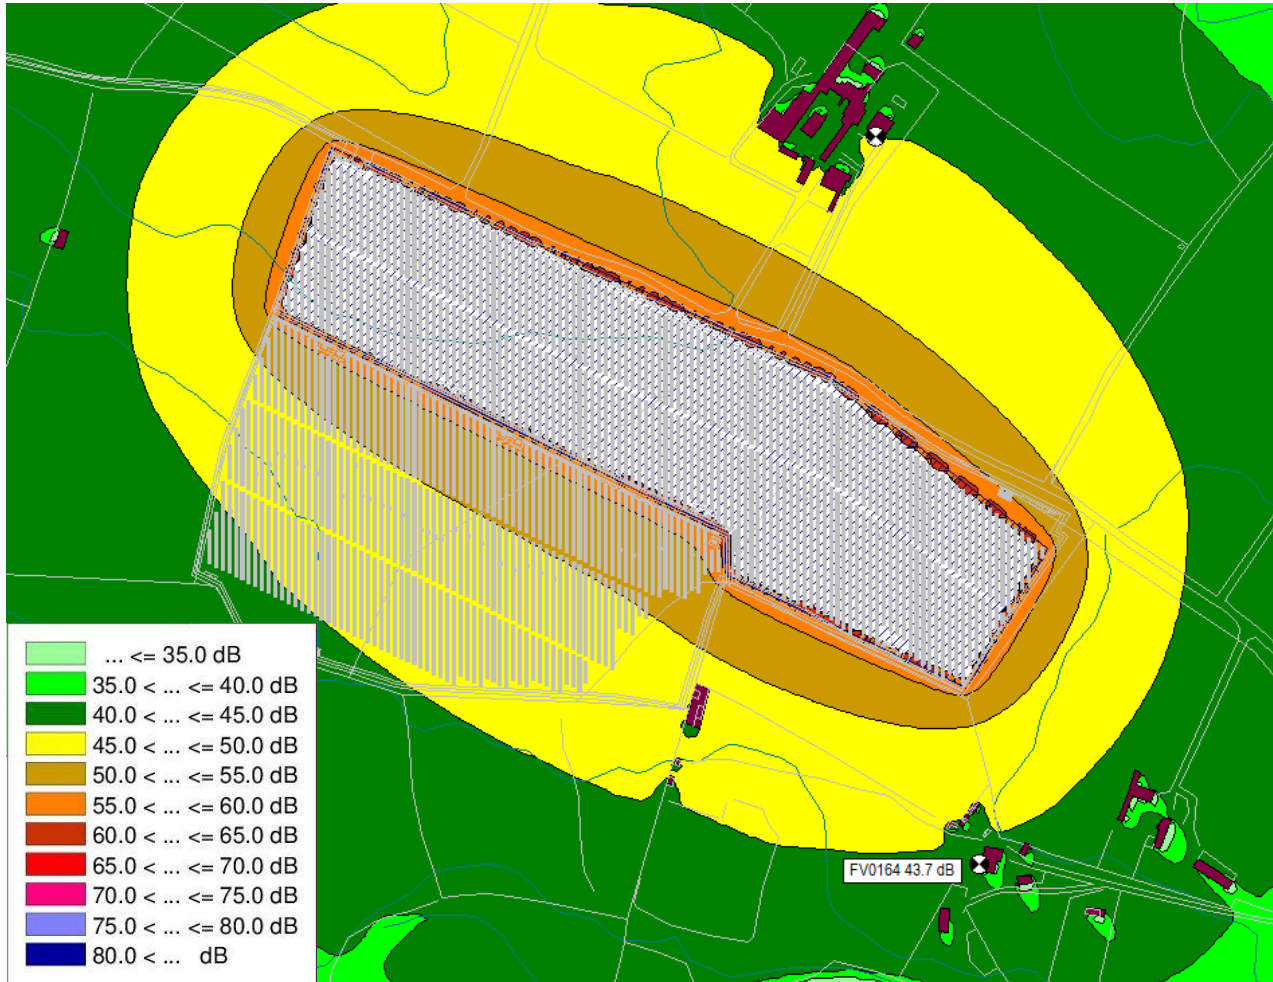 ... <= 35.0 dB
35.0 < ... <= 40.0 dB
40.0 < ... <= 45.0 dB
45.0 < ... <= 50.0 dB
50.0 < ... <= 55.0 dB
55.0 < ... <= 60.0 dB
60.0 < ... <= 65.0 dB
65.0 < ... <= 70.0 dB
70.0 < ... <= 75.0 dB
75.0 < ... <= 80.0 dB
80.0 < ... dB
FV0164 43.7 dB